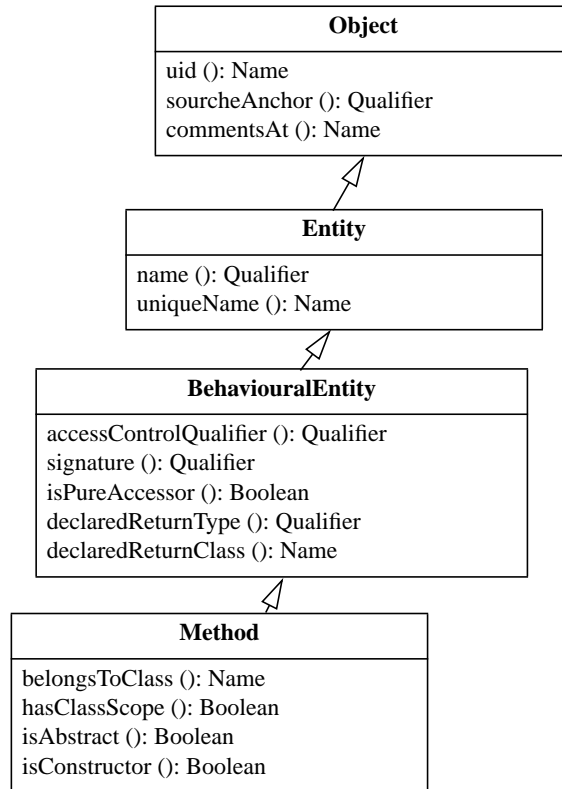 Object
uid (): Name
sourcheAnchor (): Qualifier
commentsAt (): Name
Entity
name (): Qualifier
uniqueName (): Name
BehaviouralEntity
accessControlQualifier (): Qualifier
signature (): Qualifier
isPureAccessor (): Boolean
declaredReturnType (): Qualifier
declaredReturnClass (): Name
Method
belongsToClass (): Name
hasClassScope (): Boolean
isAbstract (): Boolean
isConstructor (): Boolean